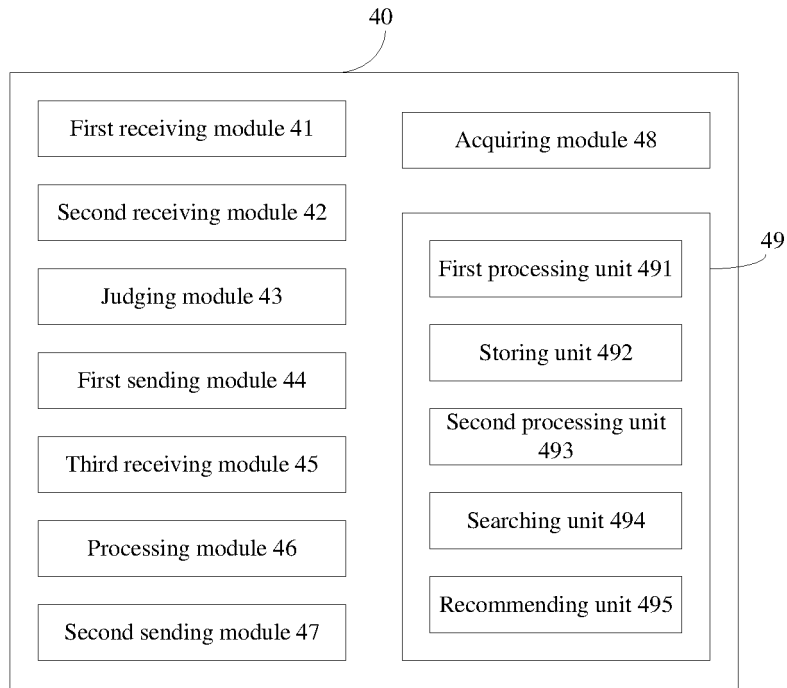 40
First receiving module 41
Second receiving module 42
Judging module 43
First sending module 44
Third receiving module 45
Processing module 46
Second sending module 47
Acquiring module 48
49
First processing unit 491
Storing unit 492
Second processing unit
493
Searching unit 494
Recommending unit 495